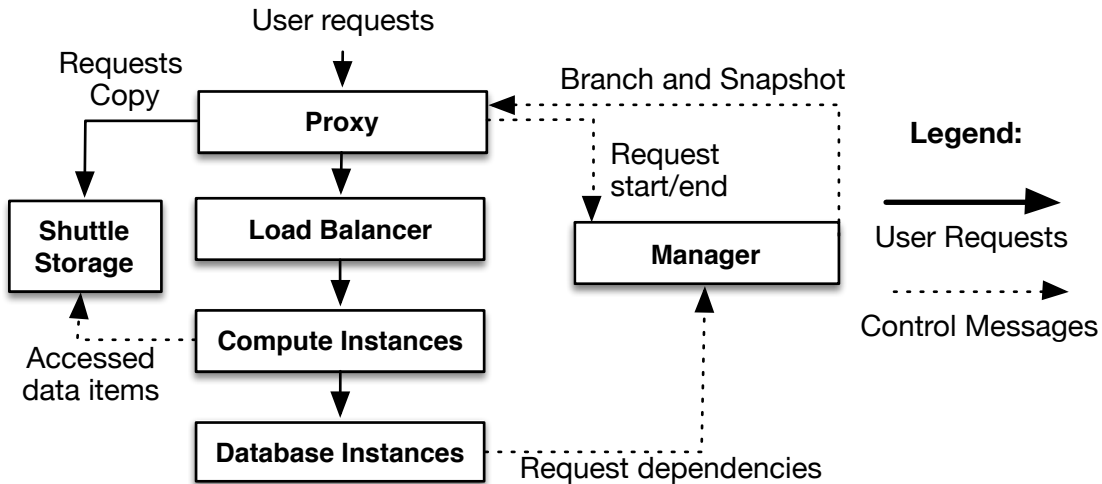 User requests
Requests
Copy
Branch and Snapshot
Proxy
Legend:
Request
start/end
Shuttle
Storage
Load Balancer
Manager
User Requests
Compute Instances
Control Messages
Accessed
data items
Database Instances
Request dependencies